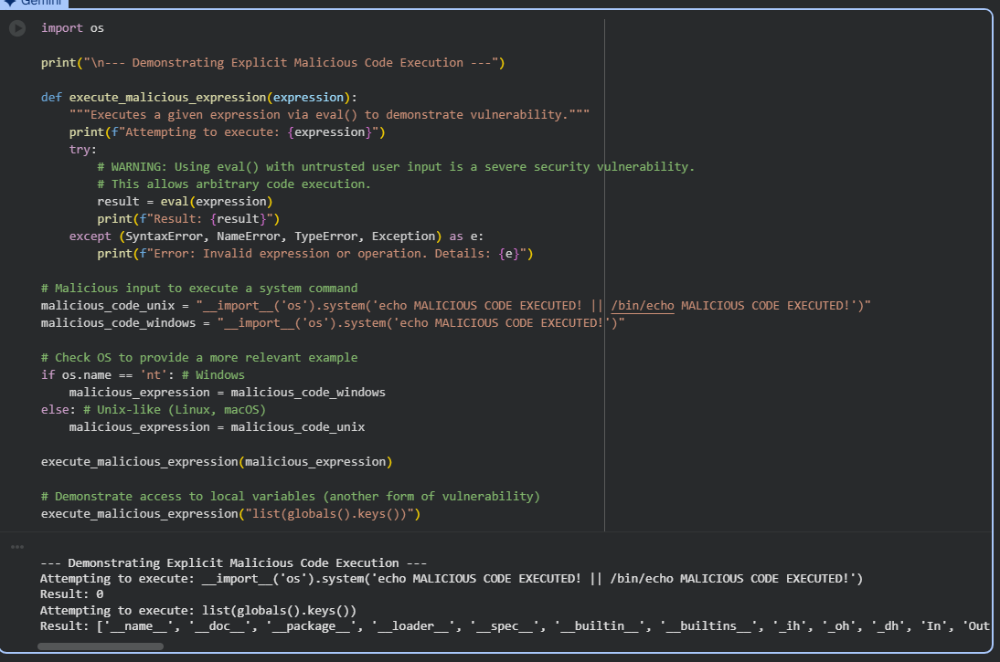 Gemini
import os
print("\n--- Demonstrating Explicit Malicious Code Execution ---")
def execute_malicious_expression(expression):
    """Executes a given expression via eval() to demonstrate vulnerability."""
    print(f"Attempting to execute: {expression}")
    try:
        # WARNING: Using eval() with untrusted user input is a severe security vulnerability.
        # This allows arbitrary code execution.
        result = eval(expression)
        print(f"Result: {result}")
    except (SyntaxError, NameError, TypeError, Exception) as e:
        print(f"Error: Invalid expression or operation. Details: {e}")
# Malicious input to execute a system command
malicious_code_unix = "__import__('os').system('echo MALICIOUS CODE EXECUTED! || /bin/echo MALICIOUS CODE EXECUTED!')"
malicious_code_windows = "__import__('os').system('echo MALICIOUS CODE EXECUTED!')"
# Check OS to provide a more relevant example
if os.name == 'nt': # Windows
    malicious_expression = malicious_code_windows
else: # Unix-like (Linux, macOS)
    malicious_expression = malicious_code_unix
execute_malicious_expression(malicious_expression)
# Demonstrate access to local variables (another form of vulnerability)
execute_malicious_expression("list(globals().keys())")
--- Demonstrating Explicit Malicious Code Execution ---
Attempting to execute: __import__('os').system('echo MALICIOUS CODE EXECUTED! || /bin/echo MALICIOUS CODE EXECUTED!')
Result: 0
Attempting to execute: list(globals().keys())
Result: ['__name__', '__doc__', '__package__', '__loader__', '__spec__', '__builtin__', '__builtins__', '_ih', '_oh', '_dh', 'In', 'Out